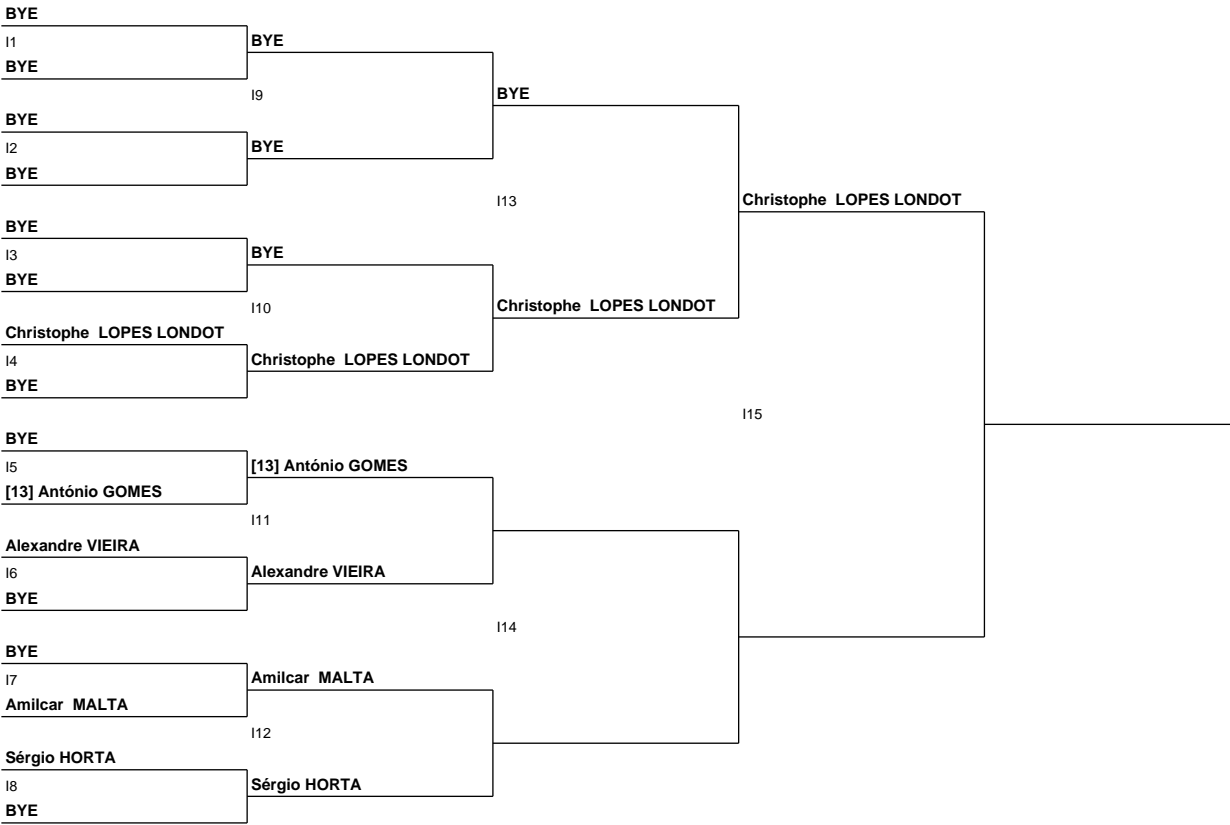 BYE
I1
BYE
BYE
I9
BYE
BYE
I2
BYE
BYE
I13
Christophe LOPES LONDOT
BYE
I3
BYE
BYE
I10
Christophe LOPES LONDOT
Christophe LOPES LONDOT
I4
Christophe LOPES LONDOT
BYE
I15
BYE
I5
[13] António GOMES
[13] António GOMES
I11
Alexandre VIEIRA
I6
Alexandre VIEIRA
BYE
I14
BYE
I7
Amilcar MALTA
Amilcar MALTA
I12
Sérgio HORTA
I8
Sérgio HORTA
BYE